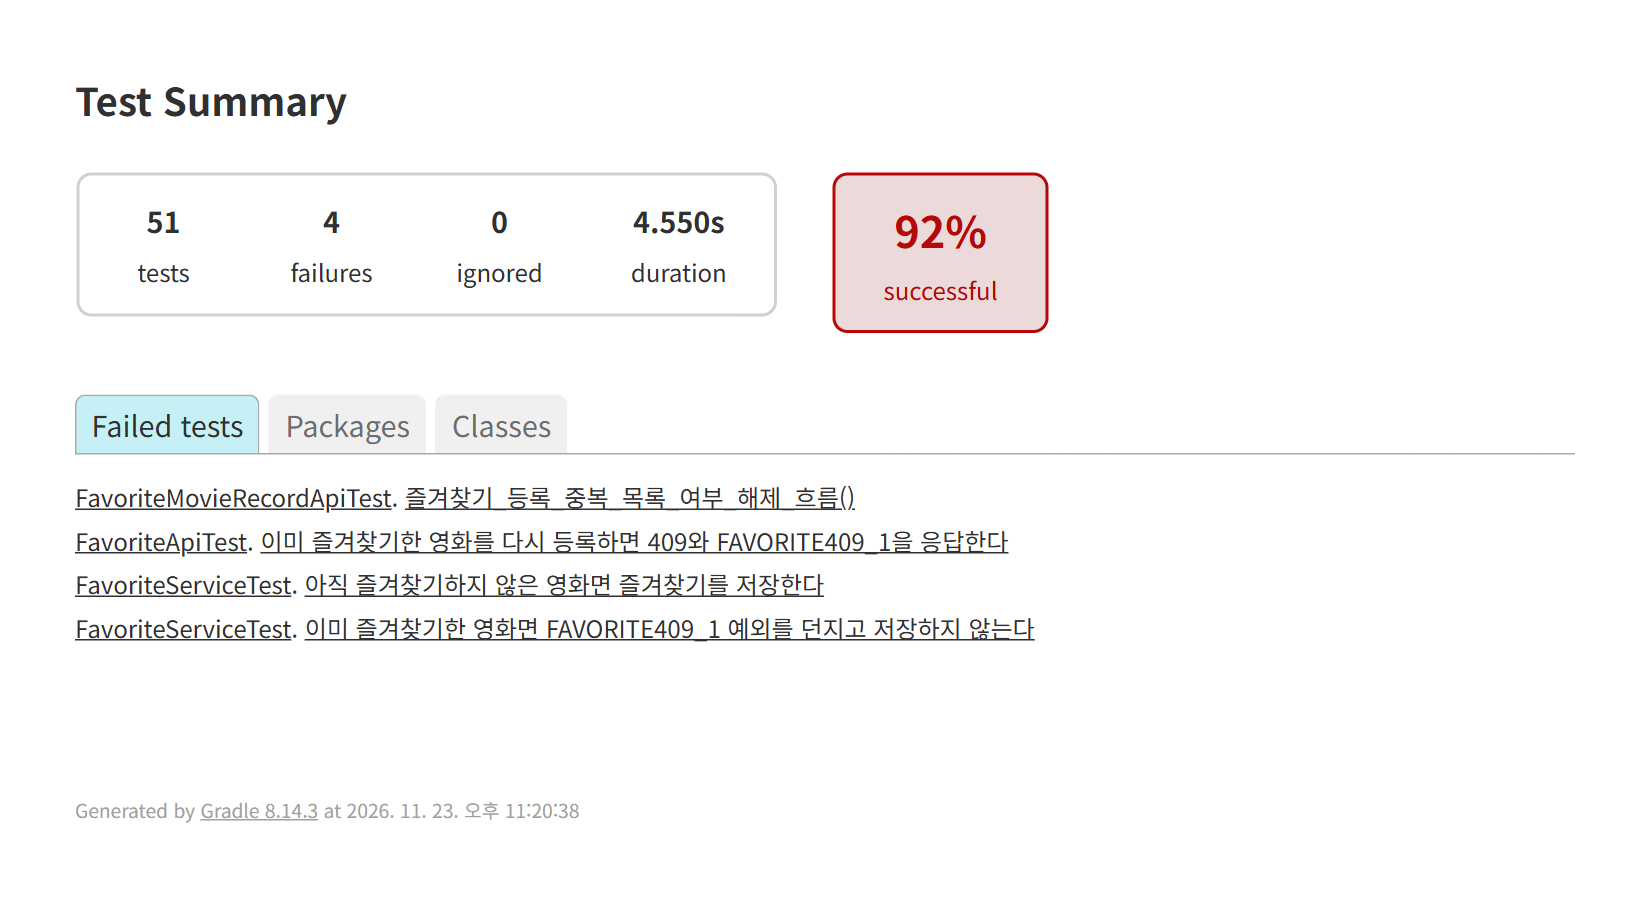 Test Summary
51 4 0 4.550s
tests failures ignored duration
92%
successful
Failed tests Packages Classes
FavoriteMovieRecordApiTest. 즐겨찾기_등록_중복_목록_여부_해제_흐름()
FavoriteApiTest. 이미 즐겨찾기한 영화를 다시 등록하면 409와 FAVORITE409_1을 응답한다
FavoriteServiceTest. 아직 즐겨찾기하지 않은 영화면 즐겨찾기를 저장한다
FavoriteServiceTest. 이미 즐겨찾기한 영화면 FAVORITE409_1 예외를 던지고 저장하지 않는다
Generated by Gradle 8.14.3 at 2026. 11. 23. 오후 11:20:38